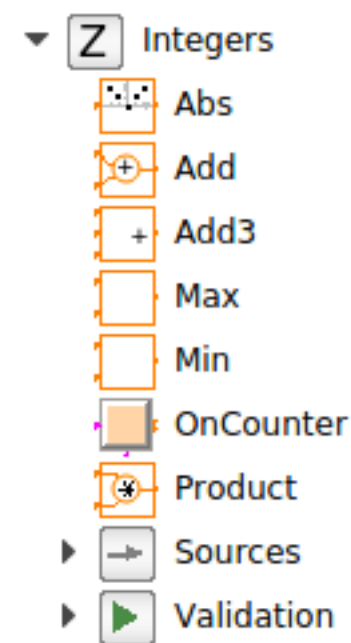 Z Integers
Abs
Add
+ Add3
Max
Min
OnCounter
Product
Sources
Validation